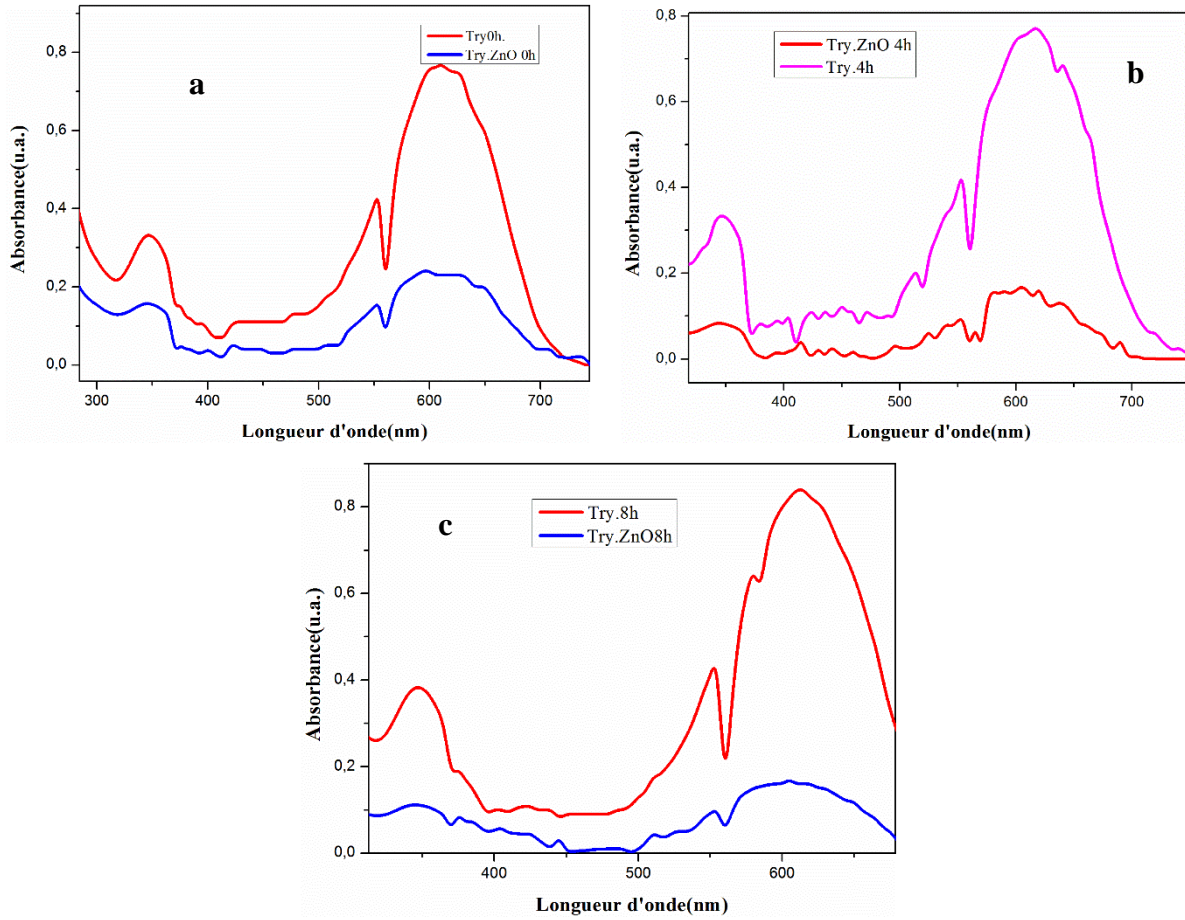 a
Try0h.
Try.ZnO 0h
Absorbance(u.a.)
0,8
0,6
0,4
0,2
0,0
300
400
500
600
700
Longueur d'onde(nm)
b
Try.ZnO 4h
Try.4h
Absorbance(u.a.)
0,8
0,4
0,2
0,0
400
500
600
700
Longueur d'onde(nm)
c
Try.8h
Try.ZnO8h
Absorbance(u.a.)
0,8
0,6
0,4
0,2
0,0
400
500
600
Longueur d'onde(nm)